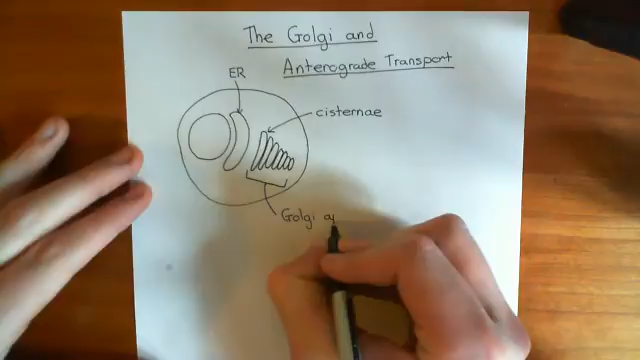 The Golgi and
Anterograde Transport
ER
cisternae
Golgi